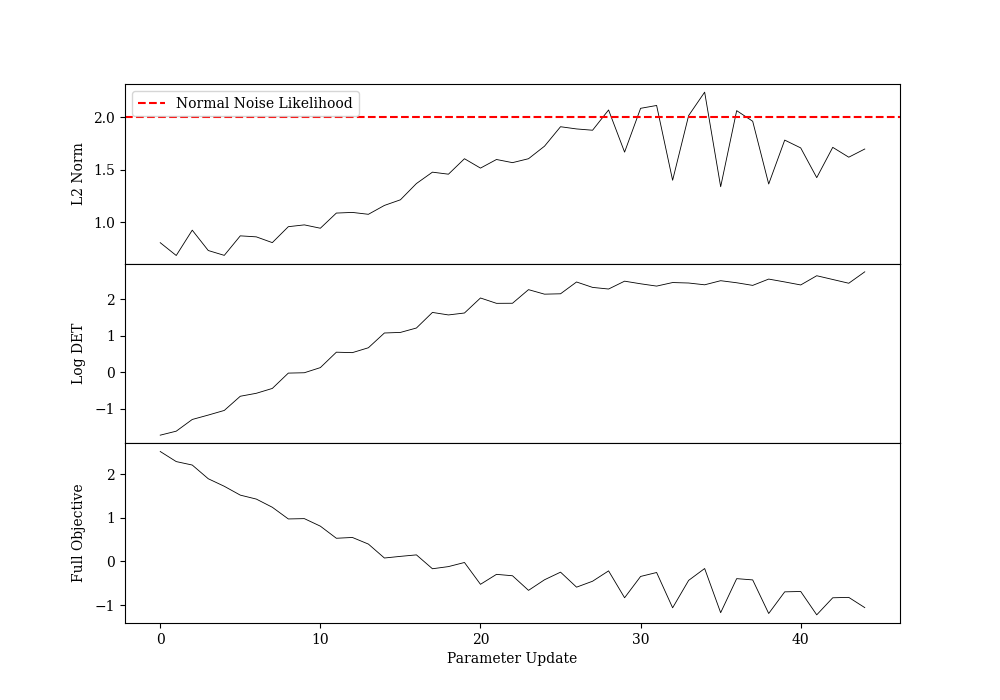 Normal Noise Likelihood
2.0
1.5
1.0
L2 Norm
2
1
0
−1
Log DET
2
1
0
−1
Full Objective
0 10 20 30 40
Parameter Update